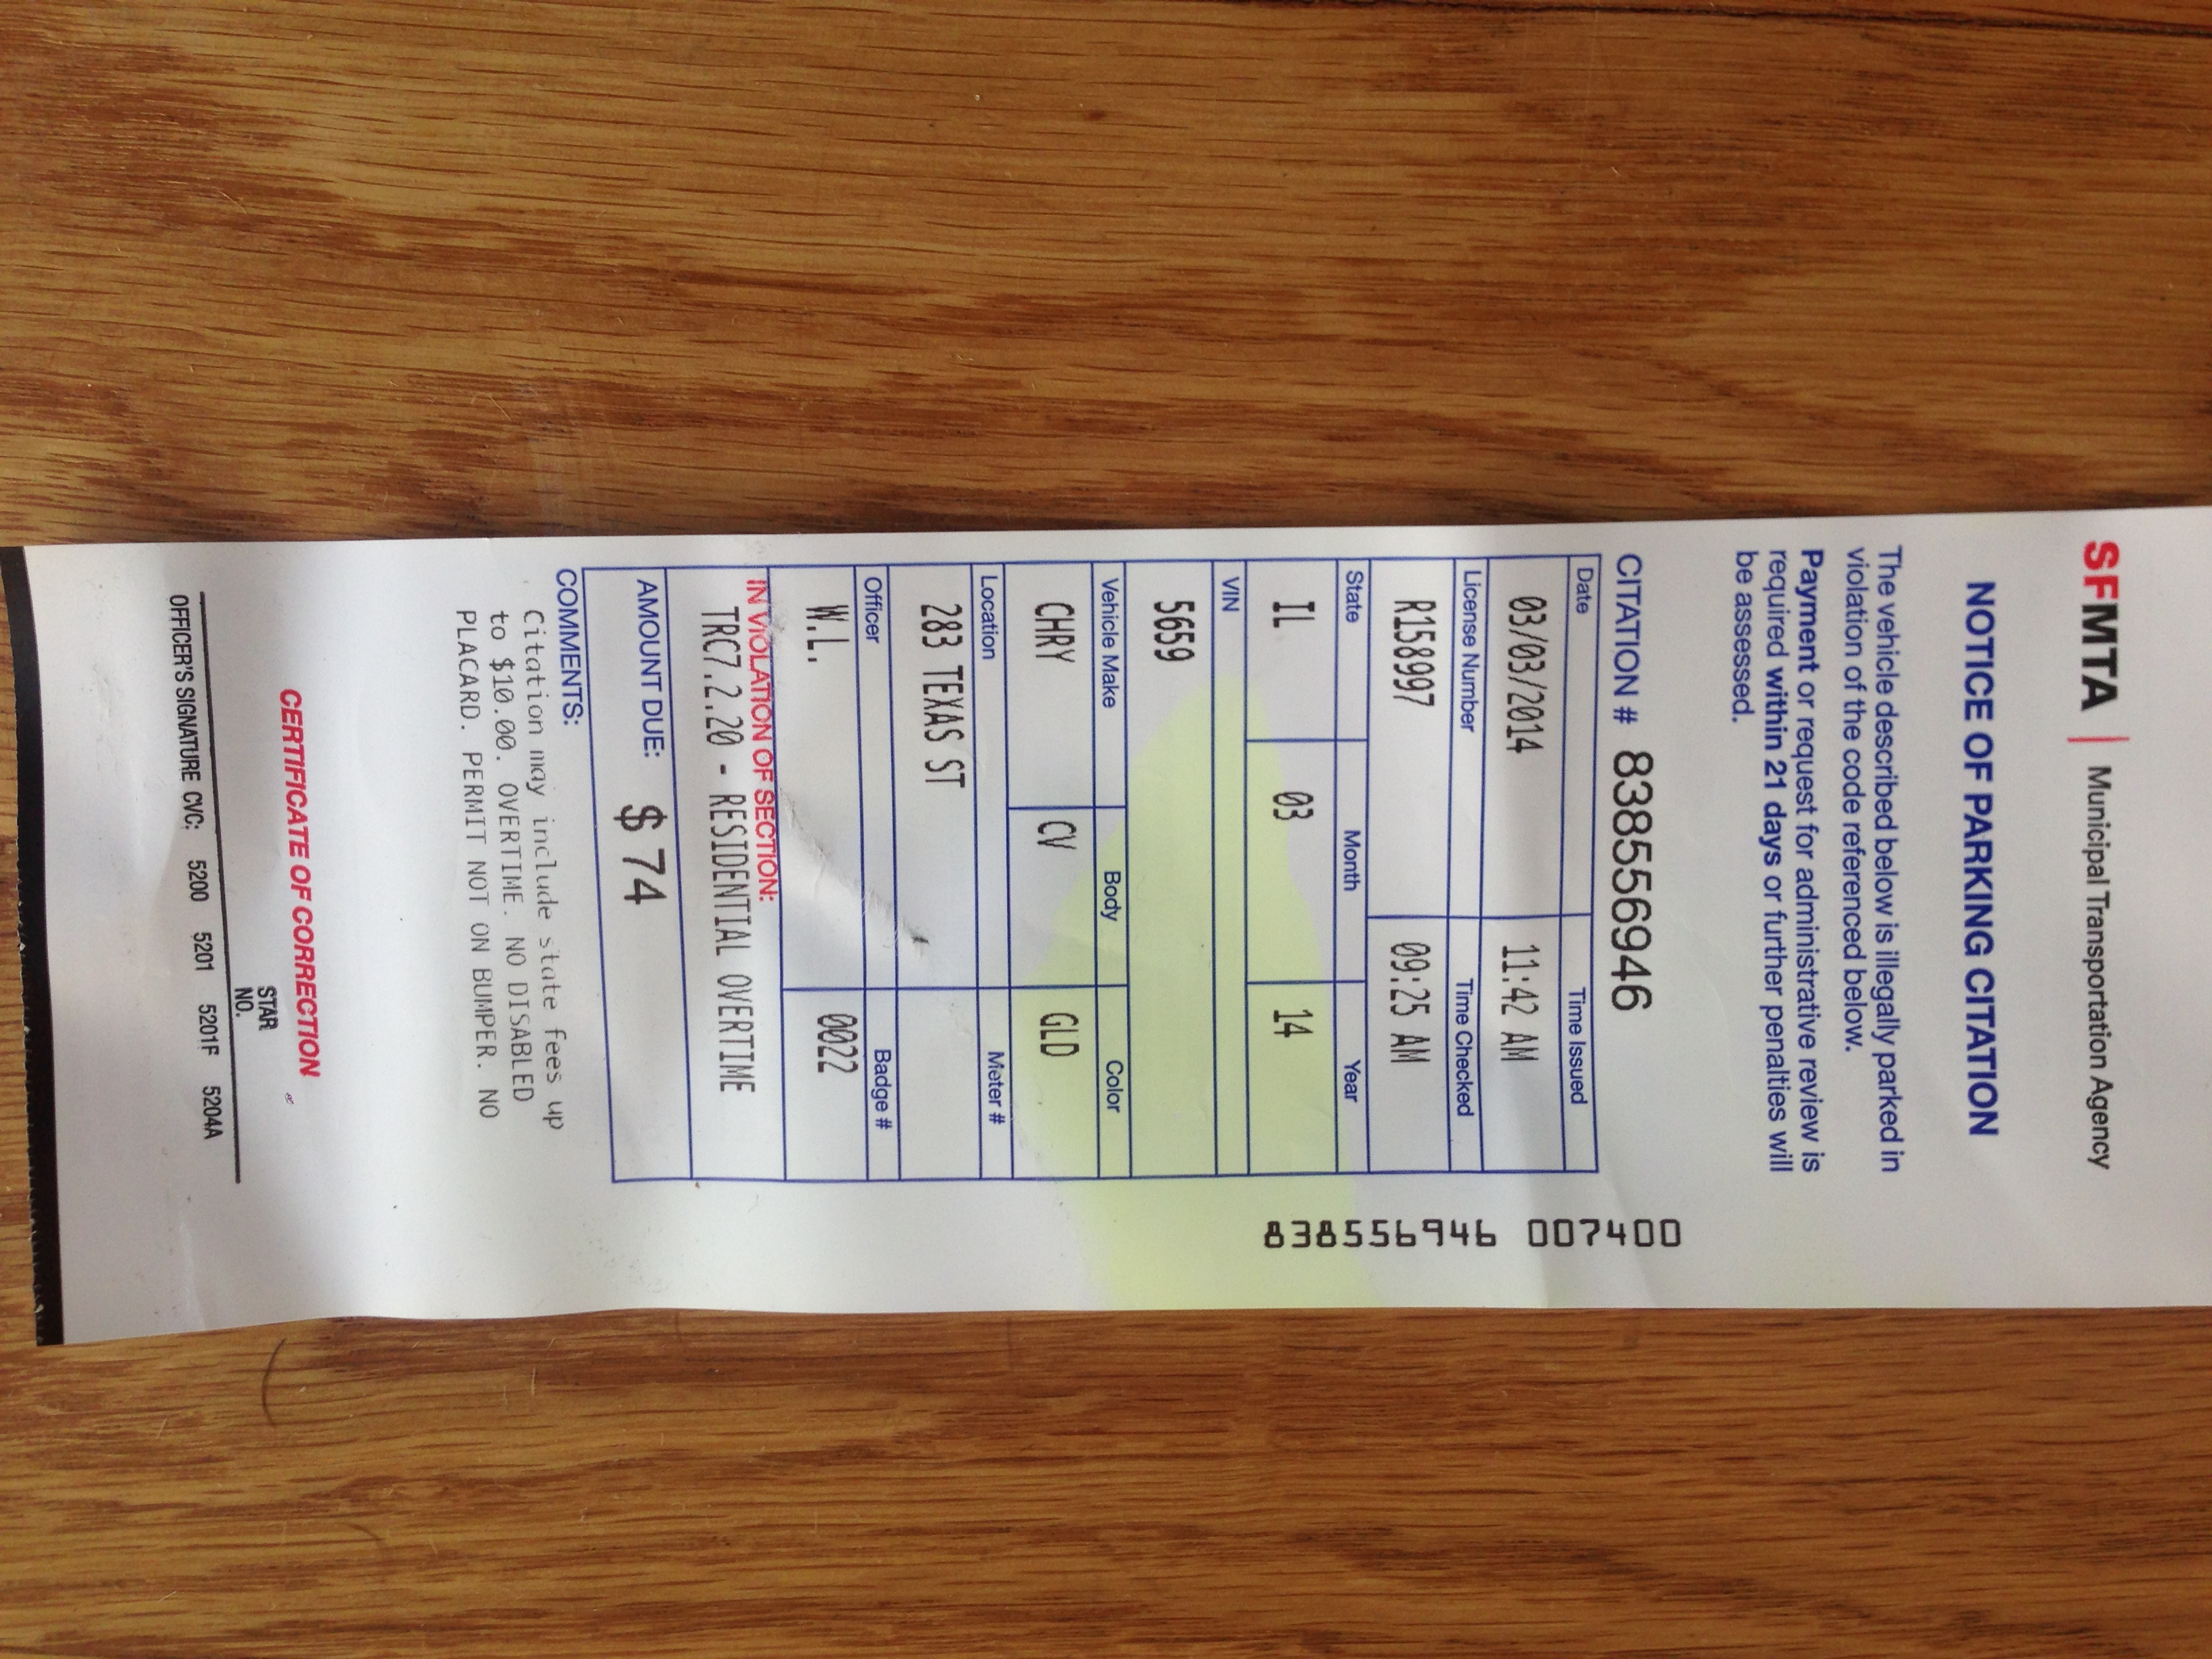 SFMTA | Municipal Transportation Agency
NOTICE OF PARKING CITATION
The vehicle described below is illegally parked in
violation of the code referenced below.
Payment or request for administrative review is
required within 21 days or further penalties will
be assessed.
CITATION # 838556946
838556946 007400
Date Time Issued
03/03/2014 11:42 AM
License Number Time Checked
R158997 09:25 AM
State Month Year
IL 03 14
VIN
5659
Vehicle Make Body Color
CHRY CV GLD
Location Meter #
283 TEXAS ST
Officer Badge #
W.L. 0022
IN VIOLATION OF SECTION:
TRC7.2.20 - RESIDENTIAL OVERTIME
AMOUNT DUE: $ 74
COMMENTS:
Citation may include state fees up
to $10.00. OVERTIME. NO DISABLED
PLACARD. PERMIT NOT ON BUMPER. NO
CERTIFICATE OF CORRECTION
STAR
NO.
OFFICER'S SIGNATURE CVC: 5200 5201 5201F 5204A